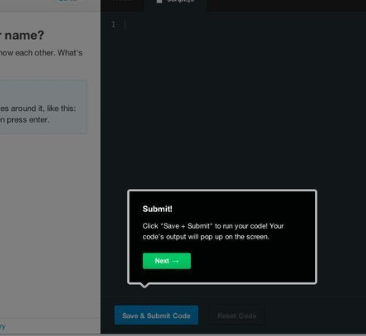 r name?
now each other. What's
es around it, like this:
n press enter.
ry
1
Submit!
Click "Save + Submit" to run your code! Your
code's output will pop up on the screen.
Next →
Save & Submit Code
Reset Code